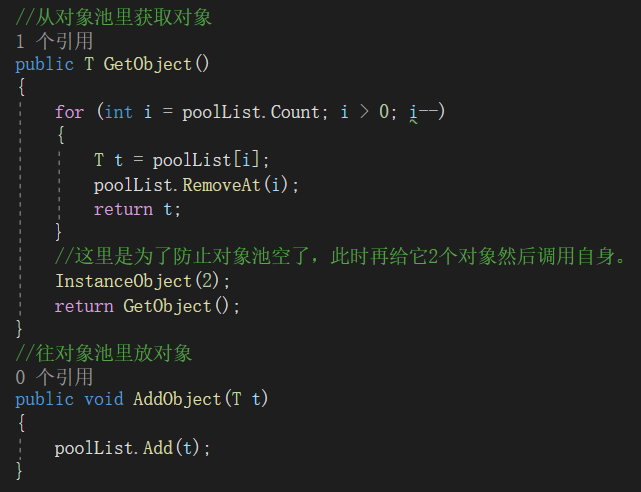 //从对象池里获取对象
1 个引用
public T GetObject()
{
for (int i = poolList.Count; i > 0; i--)
{
T t = poolList[i];
poolList.RemoveAt(i);
return t;
}
//这里是为了防止对象池空了，此时再给它2个对象然后调用自身。
InstanceObject(2);
return GetObject();
}
//往对象池里放对象
0 个引用
public void AddObject(T t)
{
poolList.Add(t);
}